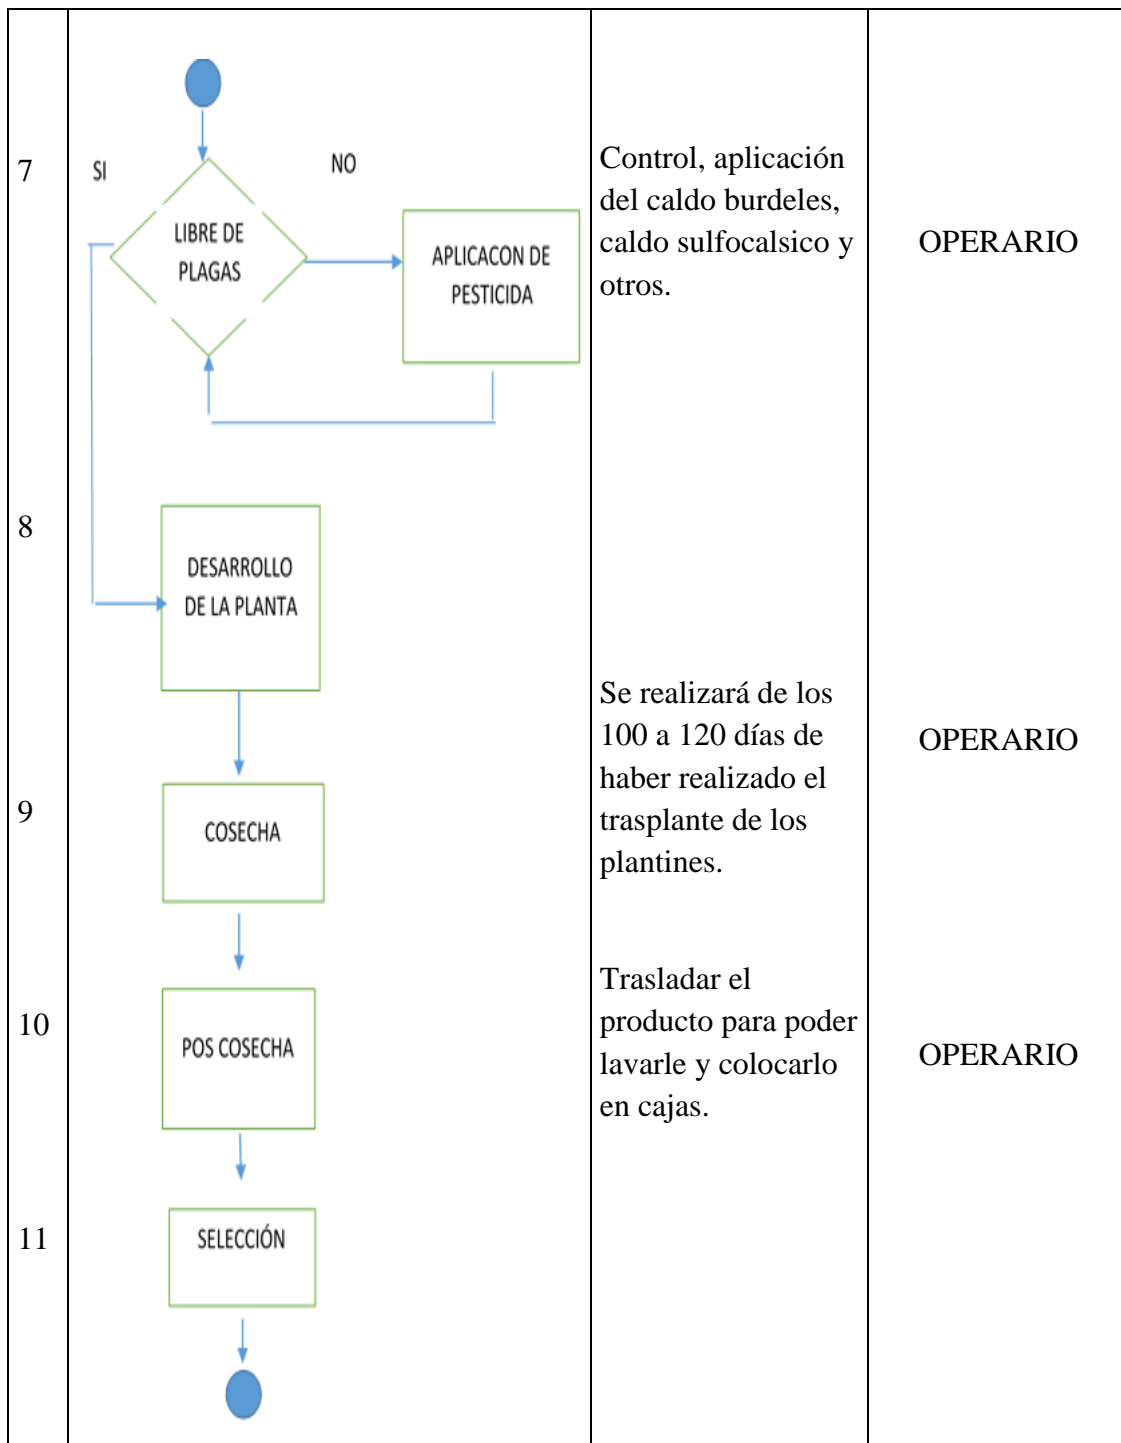 7
SI
NO
LIBRE DE
PLAGAS
APLICACON DE
PESTICIDA
Control, aplicación
del caldo burdeles,
caldo sulfocalsico y
otros.
OPERARIO
8
DESARROLLO
DE LA PLANTA
9
COSECHA
Se realizará de los
100 a 120 días de
haber realizado el
trasplante de los
plantines.
OPERARIO
10
POS COSECHA
Trasladar el
producto para poder
lavarle y colocarlo
en cajas.
OPERARIO
11
SELECCIÓN